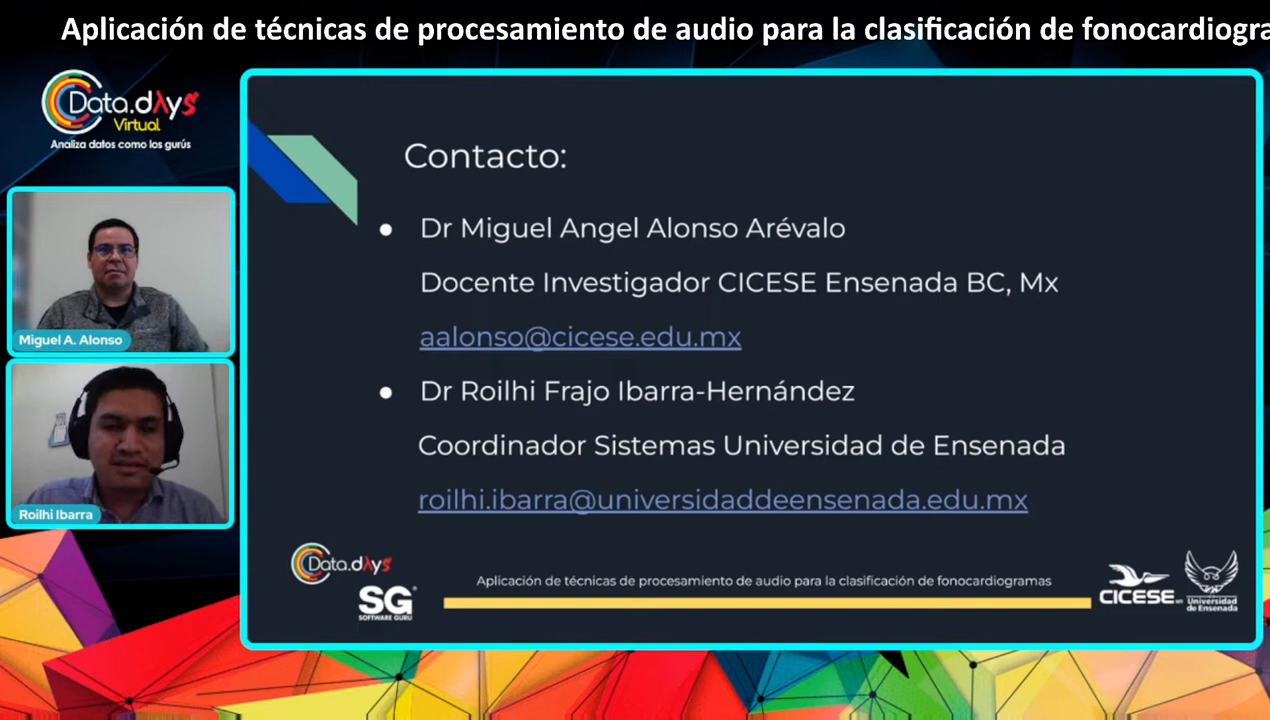 Aplicación de técnicas de procesamiento de audio para la clasificación de fonocardiogra
Data.dAys
Virtual
Analiza datos como los gurús
Contacto:
● Dr Miguel Angel Alonso Arévalo
Docente Investigador CICESE Ensenada BC, Mx
aalonso@cicese.edu.mx
● Dr Roilhi Frajo Ibarra-Hernández
Coordinador Sistemas Universidad de Ensenada
roilhi.ibarra@universidaddeensenada.edu.mx
Miguel A. Alonso
Roilhi Ibarra
Data.dAys
SG
SOFTWARE GURU
Aplicación de técnicas de procesamiento de audio para la clasificación de fonocardiogramas
CICESE
Universidad
de Ensenada